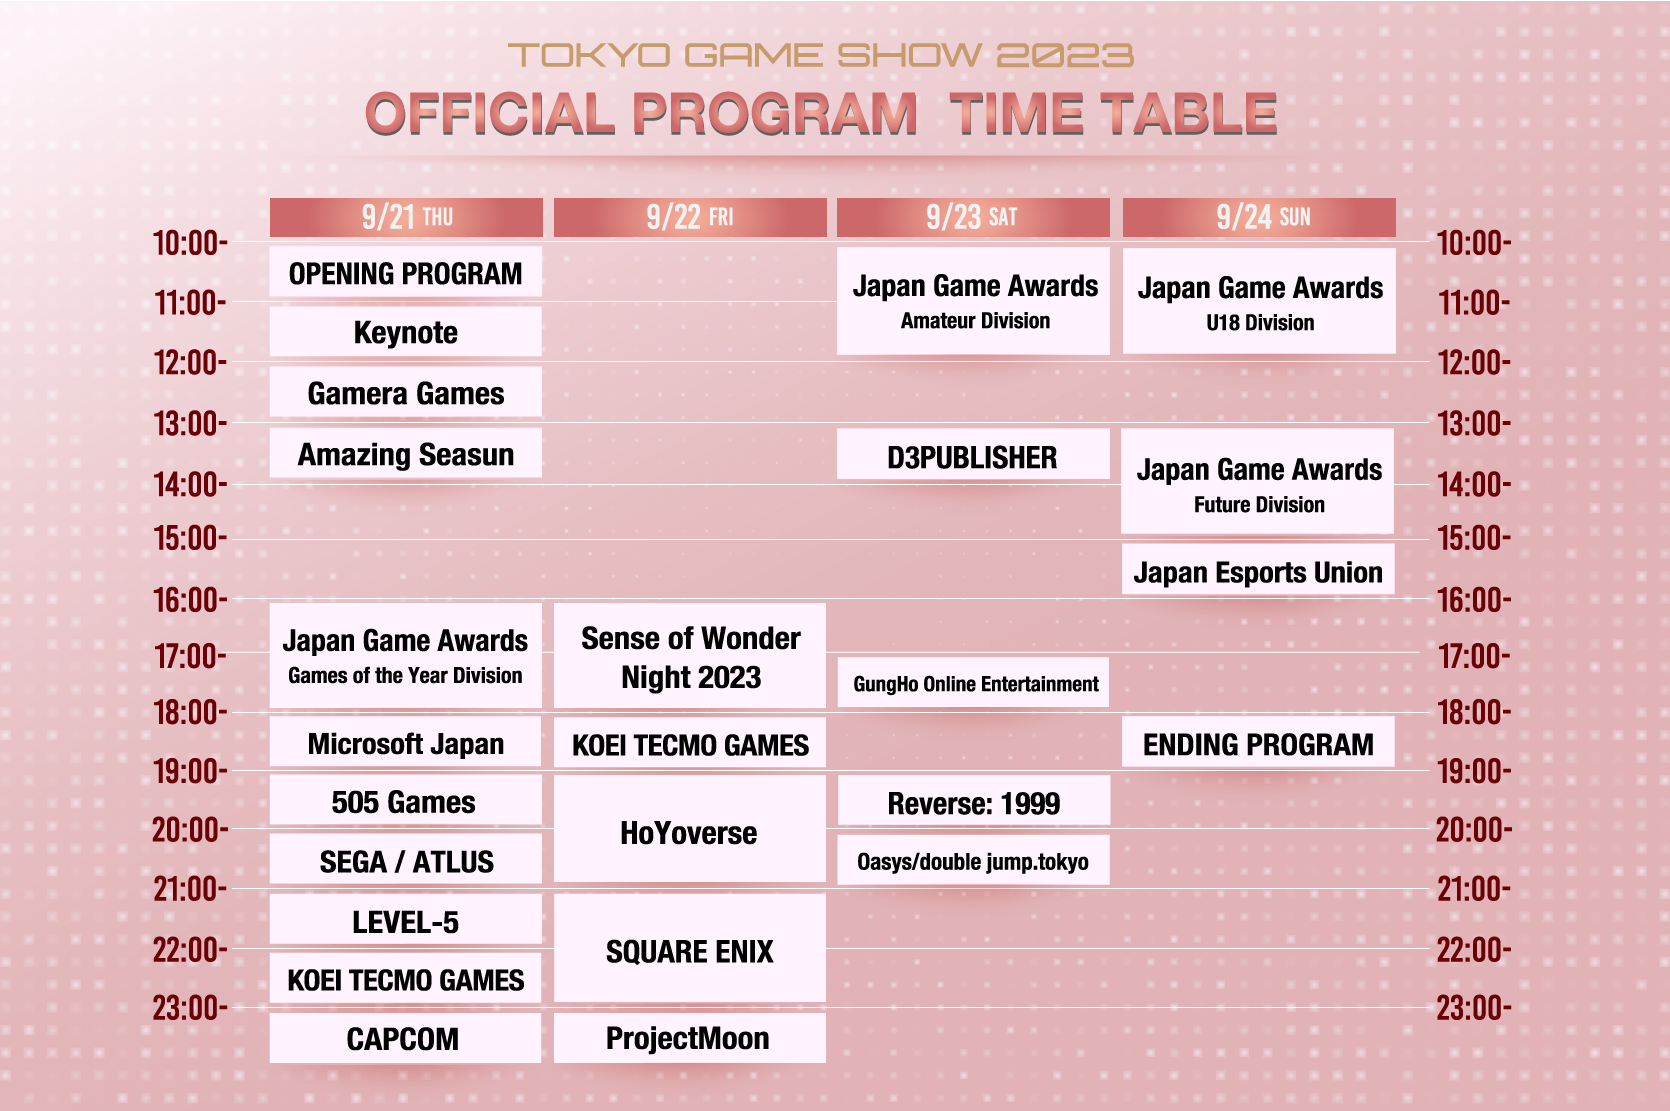 TOKYO GAME SHOW 2023
OFFICIAL PROGRAM TIME TABLE
9/21 THU
9/22 FRI
9/23 SAT
9/24 SUN
10:00-
10:00-
OPENING PROGRAM
Japan Game Awards
Amateur Division
Japan Game Awards
U18 Division
11:00-
11:00-
Keynote
12:00-
12:00-
Gamera Games
13:00-
13:00-
Amazing Seasun
D3PUBLISHER
Japan Game Awards
Future Division
14:00-
14:00-
15:00-
15:00-
Japan Esports Union
16:00-
16:00-
Japan Game Awards
Games of the Year Division
Sense of Wonder
Night 2023
17:00-
17:00-
GungHo Online Entertainment
18:00-
18:00-
Microsoft Japan
KOEI TECMO GAMES
ENDING PROGRAM
19:00-
19:00-
505 Games
HoYoverse
Reverse: 1999
20:00-
20:00-
SEGA / ATLUS
Oasys/double jump.tokyo
21:00-
21:00-
LEVEL-5
SQUARE ENIX
22:00-
22:00-
KOEI TECMO GAMES
23:00-
23:00-
CAPCOM
ProjectMoon